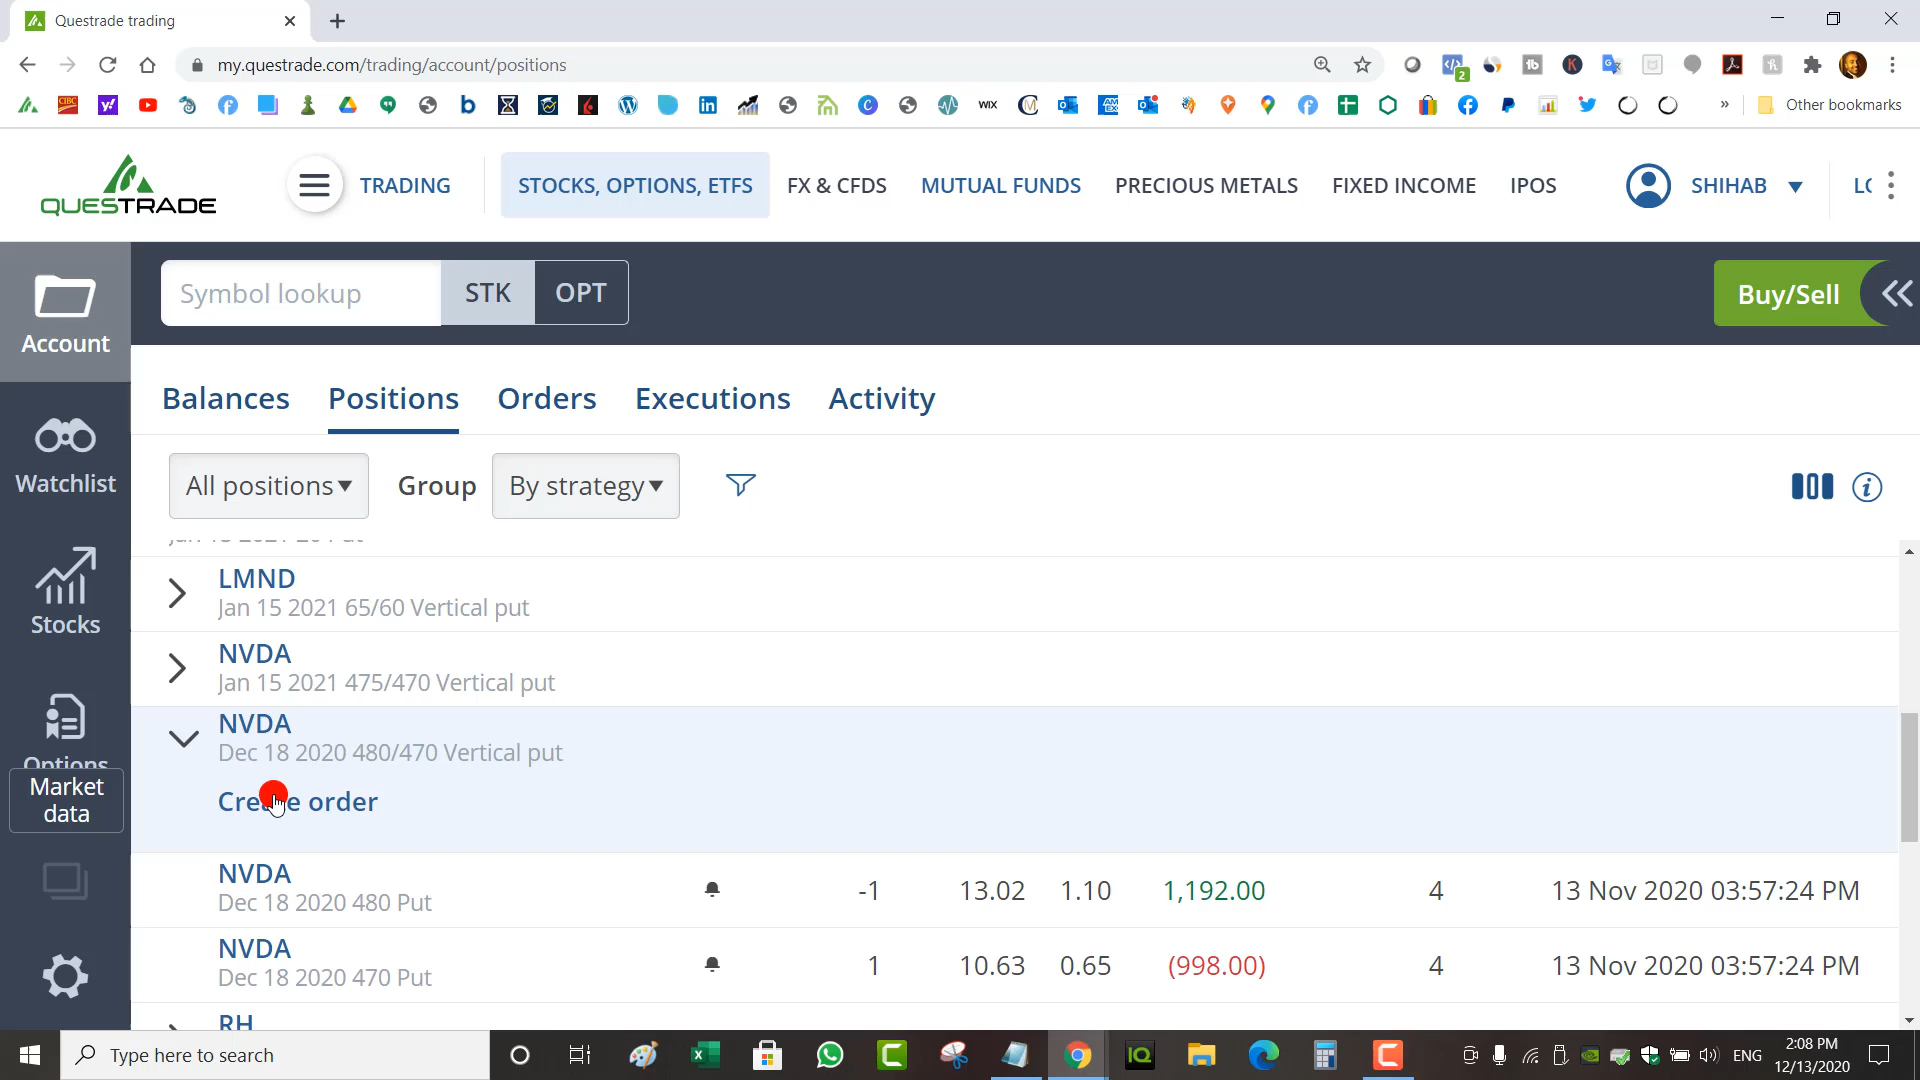 Questrade trading
my.questrade.com/trading/account/positions
Other bookmarks
QUESTRADE
TRADING
STOCKS, OPTIONS, ETFS
FX & CFDS
MUTUAL FUNDS
PRECIOUS METALS
FIXED INCOME
IPOS
SHIHAB
Symbol lookup
STK
OPT
Buy/Sell
Account
Watchlist
Stocks
Options
Market
data
Balances
Positions
Orders
Executions
Activity
All positions
Group
By strategy
LMND
Jan 15 2021 65/60 Vertical put
NVDA
Jan 15 2021 475/470 Vertical put
NVDA
Dec 18 2020 480/470 Vertical put
Create order
NVDA
Dec 18 2020 480 Put
-1 13.02 1.10 1,192.00 4 13 Nov 2020 03:57:24 PM
NVDA
Dec 18 2020 470 Put
1 10.63 0.65 (998.00) 4 13 Nov 2020 03:57:24 PM
RH
Type here to search
ENG
2:08 PM
12/13/2020